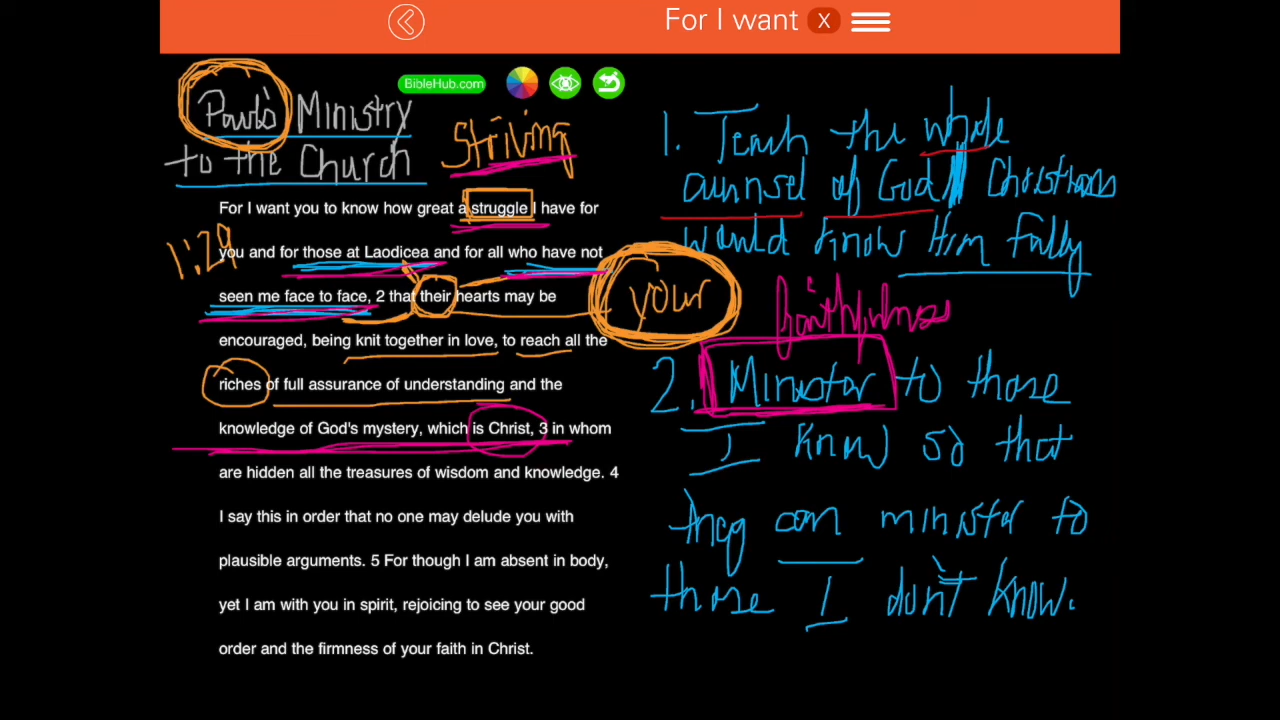 For I want X
BibleHub.com
Paul's Ministry
to the Church
Striving
For I want you to know how great a struggle I have for
1:29
you and for those at Laodicea and for all who have not
seen me face to face, 2 that their hearts may be
encouraged, being knit together in love, to reach all the
riches of full assurance of understanding and the
knowledge of God's mystery, which is Christ, 3 in whom
are hidden all the treasures of wisdom and knowledge. 4
I say this in order that no one may delude you with
plausible arguments. 5 For though I am absent in body,
yet I am with you in spirit, rejoicing to see your good
order and the firmness of your faith in Christ.
your
1. Teach the whole
counsel of God Christians
would know Him Fully
faithfulness
2. Minister to those
I know so that
they can minister to
those I don't know.